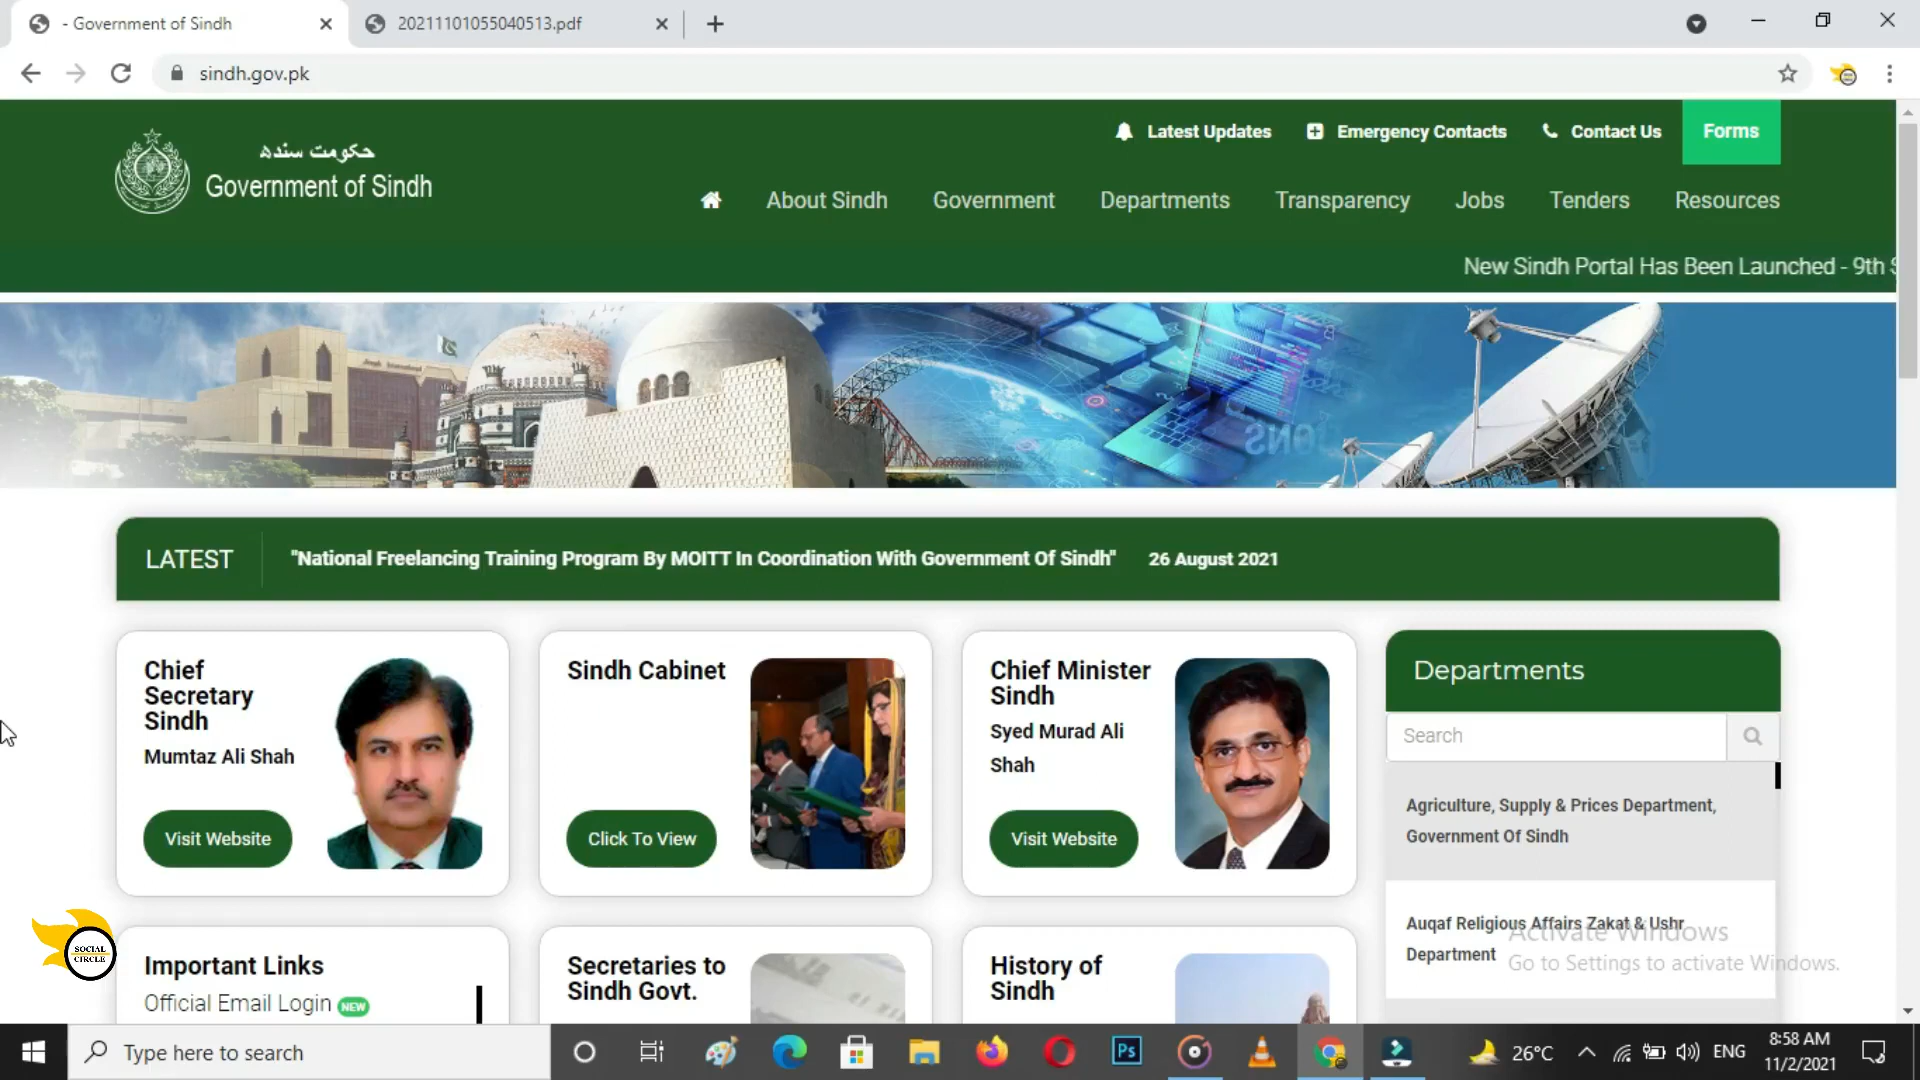 - Government of Sindh
20211101055040513.pdf
sindh.gov.pk
Latest Updates
Emergency Contacts
Contact Us
Forms
حکومت سندھ
Government of Sindh
About Sindh
Government
Departments
Transparency
Jobs
Tenders
Resources
New Sindh Portal Has Been Launched - 9th
LATEST
"National Freelancing Training Program By MOITT In Coordination With Government Of Sindh"
26 August 2021
Chief
Secretary
Sindh
Mumtaz Ali Shah
Visit Website
Sindh Cabinet
Click To View
Chief Minister
Sindh
Syed Murad Ali
Shah
Visit Website
Departments
Search
Agriculture, Supply & Prices Department,
Government Of Sindh
Auqaf Religious Affairs Zakat & Ushr
Department
Activate Windows
Go to Settings to activate Windows.
SOCIAL
CIRCLE
Important Links
Official Email Login NEW
Secretaries to
Sindh Govt.
History of
Sindh
Type here to search
Ps
26°C
ENG
8:58 AM
11/2/2021